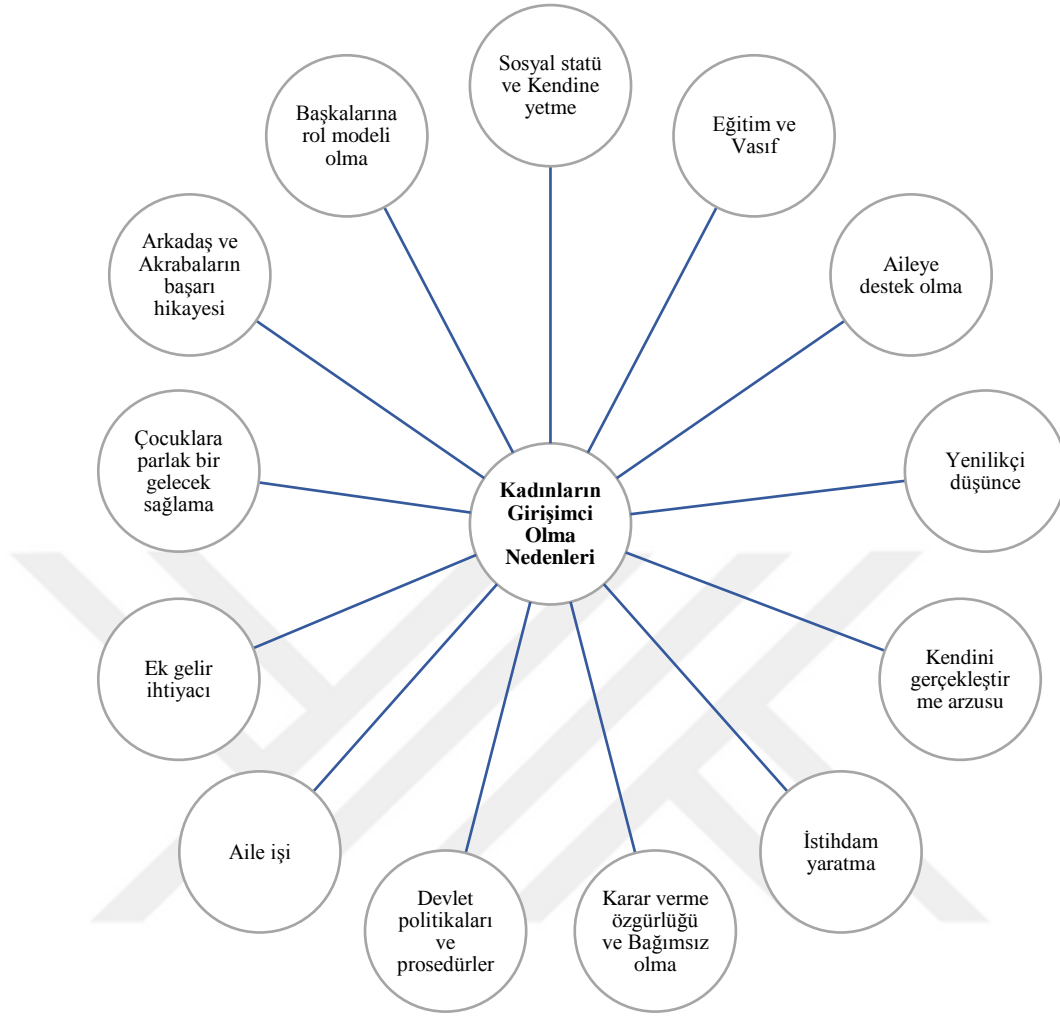 Sosyal statü
ve Kendine
yetme
Eğitim ve
Vasıf
Aileye
destek olma
Yenilikçi
düşünce
Kendini
gerçekleştir
me arzusu
İstihdam
yaratma
Karar verme
özgürlüğü
ve Bağımsız
olma
Devlet
politikaları
ve
prosedürler
Aile işi
Ek gelir
ihtiyacı
Çocuklara
parlak bir
gelecek
sağlama
Arkadaş ve
Akrabaların
başarı
hikayesi
Başkalarına
rol modeli
olma
Kadınların
Girişimci
Olma
Nedenleri